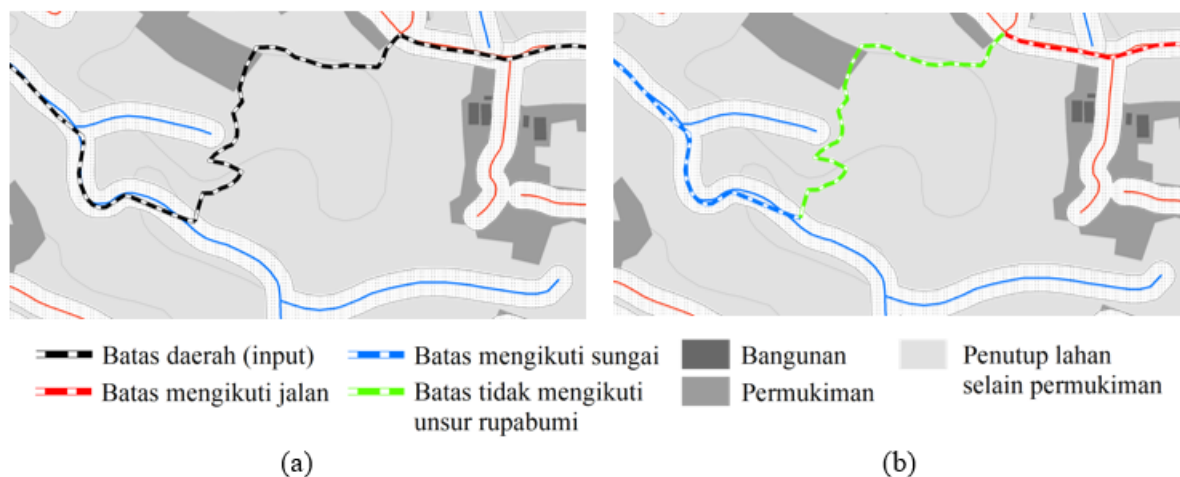 Batas daerah (input)
Batas mengikuti jalan
Batas mengikuti sungai
Batas tidak mengikuti
unsur rupabumi
Bangunan
Permukiman
Penutup lahan
selain permukiman
(a)
(b)